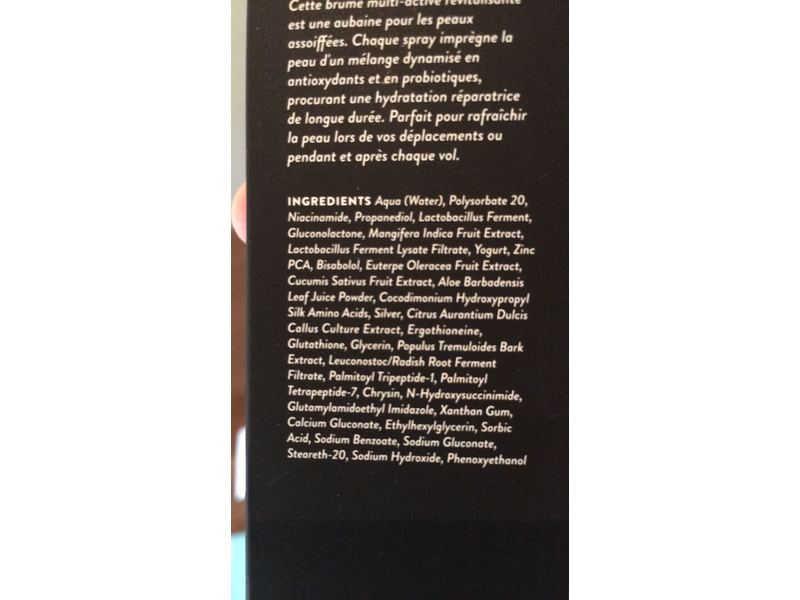 Cette brume multi-active revitalisante
est une aubaine pour les peaux
assoiffées. Chaque spray imprègne la
peau d'un mélange dynamisé en
antioxydants et en probiotiques,
procurant une hydratation réparatrice
de longue durée. Parfait pour rafraîchir
la peau lors de vos déplacements ou
pendant et après chaque vol.
INGREDIENTS Aqua (Water), Polysorbate 20,
Niacinamide, Propanediol, Lactobacillus Ferment,
Gluconolactone, Mangifera Indica Fruit Extract,
Lactobacillus Ferment Lysate Filtrate, Yogurt, Zinc
PCA, Bisabolol, Euterpe Oleracea Fruit Extract,
Cucumis Sativus Fruit Extract, Aloe Barbadensis
Leaf Juice Powder, Cocodimonium Hydroxypropyl
Silk Amino Acids, Silver, Citrus Aurantium Dulcis
Callus Culture Extract, Ergothioneine,
Glutathione, Glycerin, Populus Tremuloides Bark
Extract, Leuconostoc/Radish Root Ferment
Filtrate, Palmitoyl Tripeptide-1, Palmitoyl
Tetrapeptide-7, Chrysin, N-Hydroxysuccinimide,
Glutamylamidoethyl Imidazole, Xanthan Gum,
Calcium Gluconate, Ethylhexylglycerin, Sorbic
Acid, Sodium Benzoate, Sodium Gluconate,
Steareth-20, Sodium Hydroxide, Phenoxyethanol